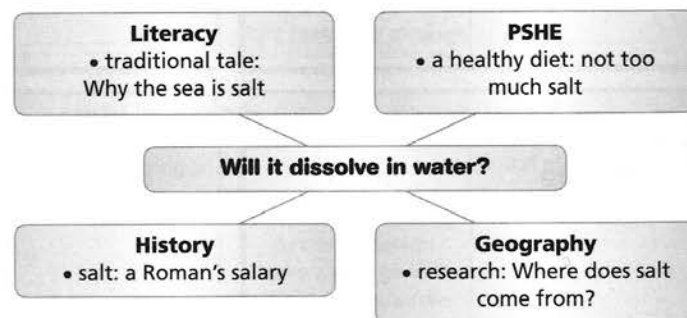 Literacy
• traditional tale:
Why the sea is salt
PSHE
• a healthy diet: not too
much salt
Will it dissolve in water?
History
• salt: a Roman's salary
Geography
• research: Where does salt
come from?